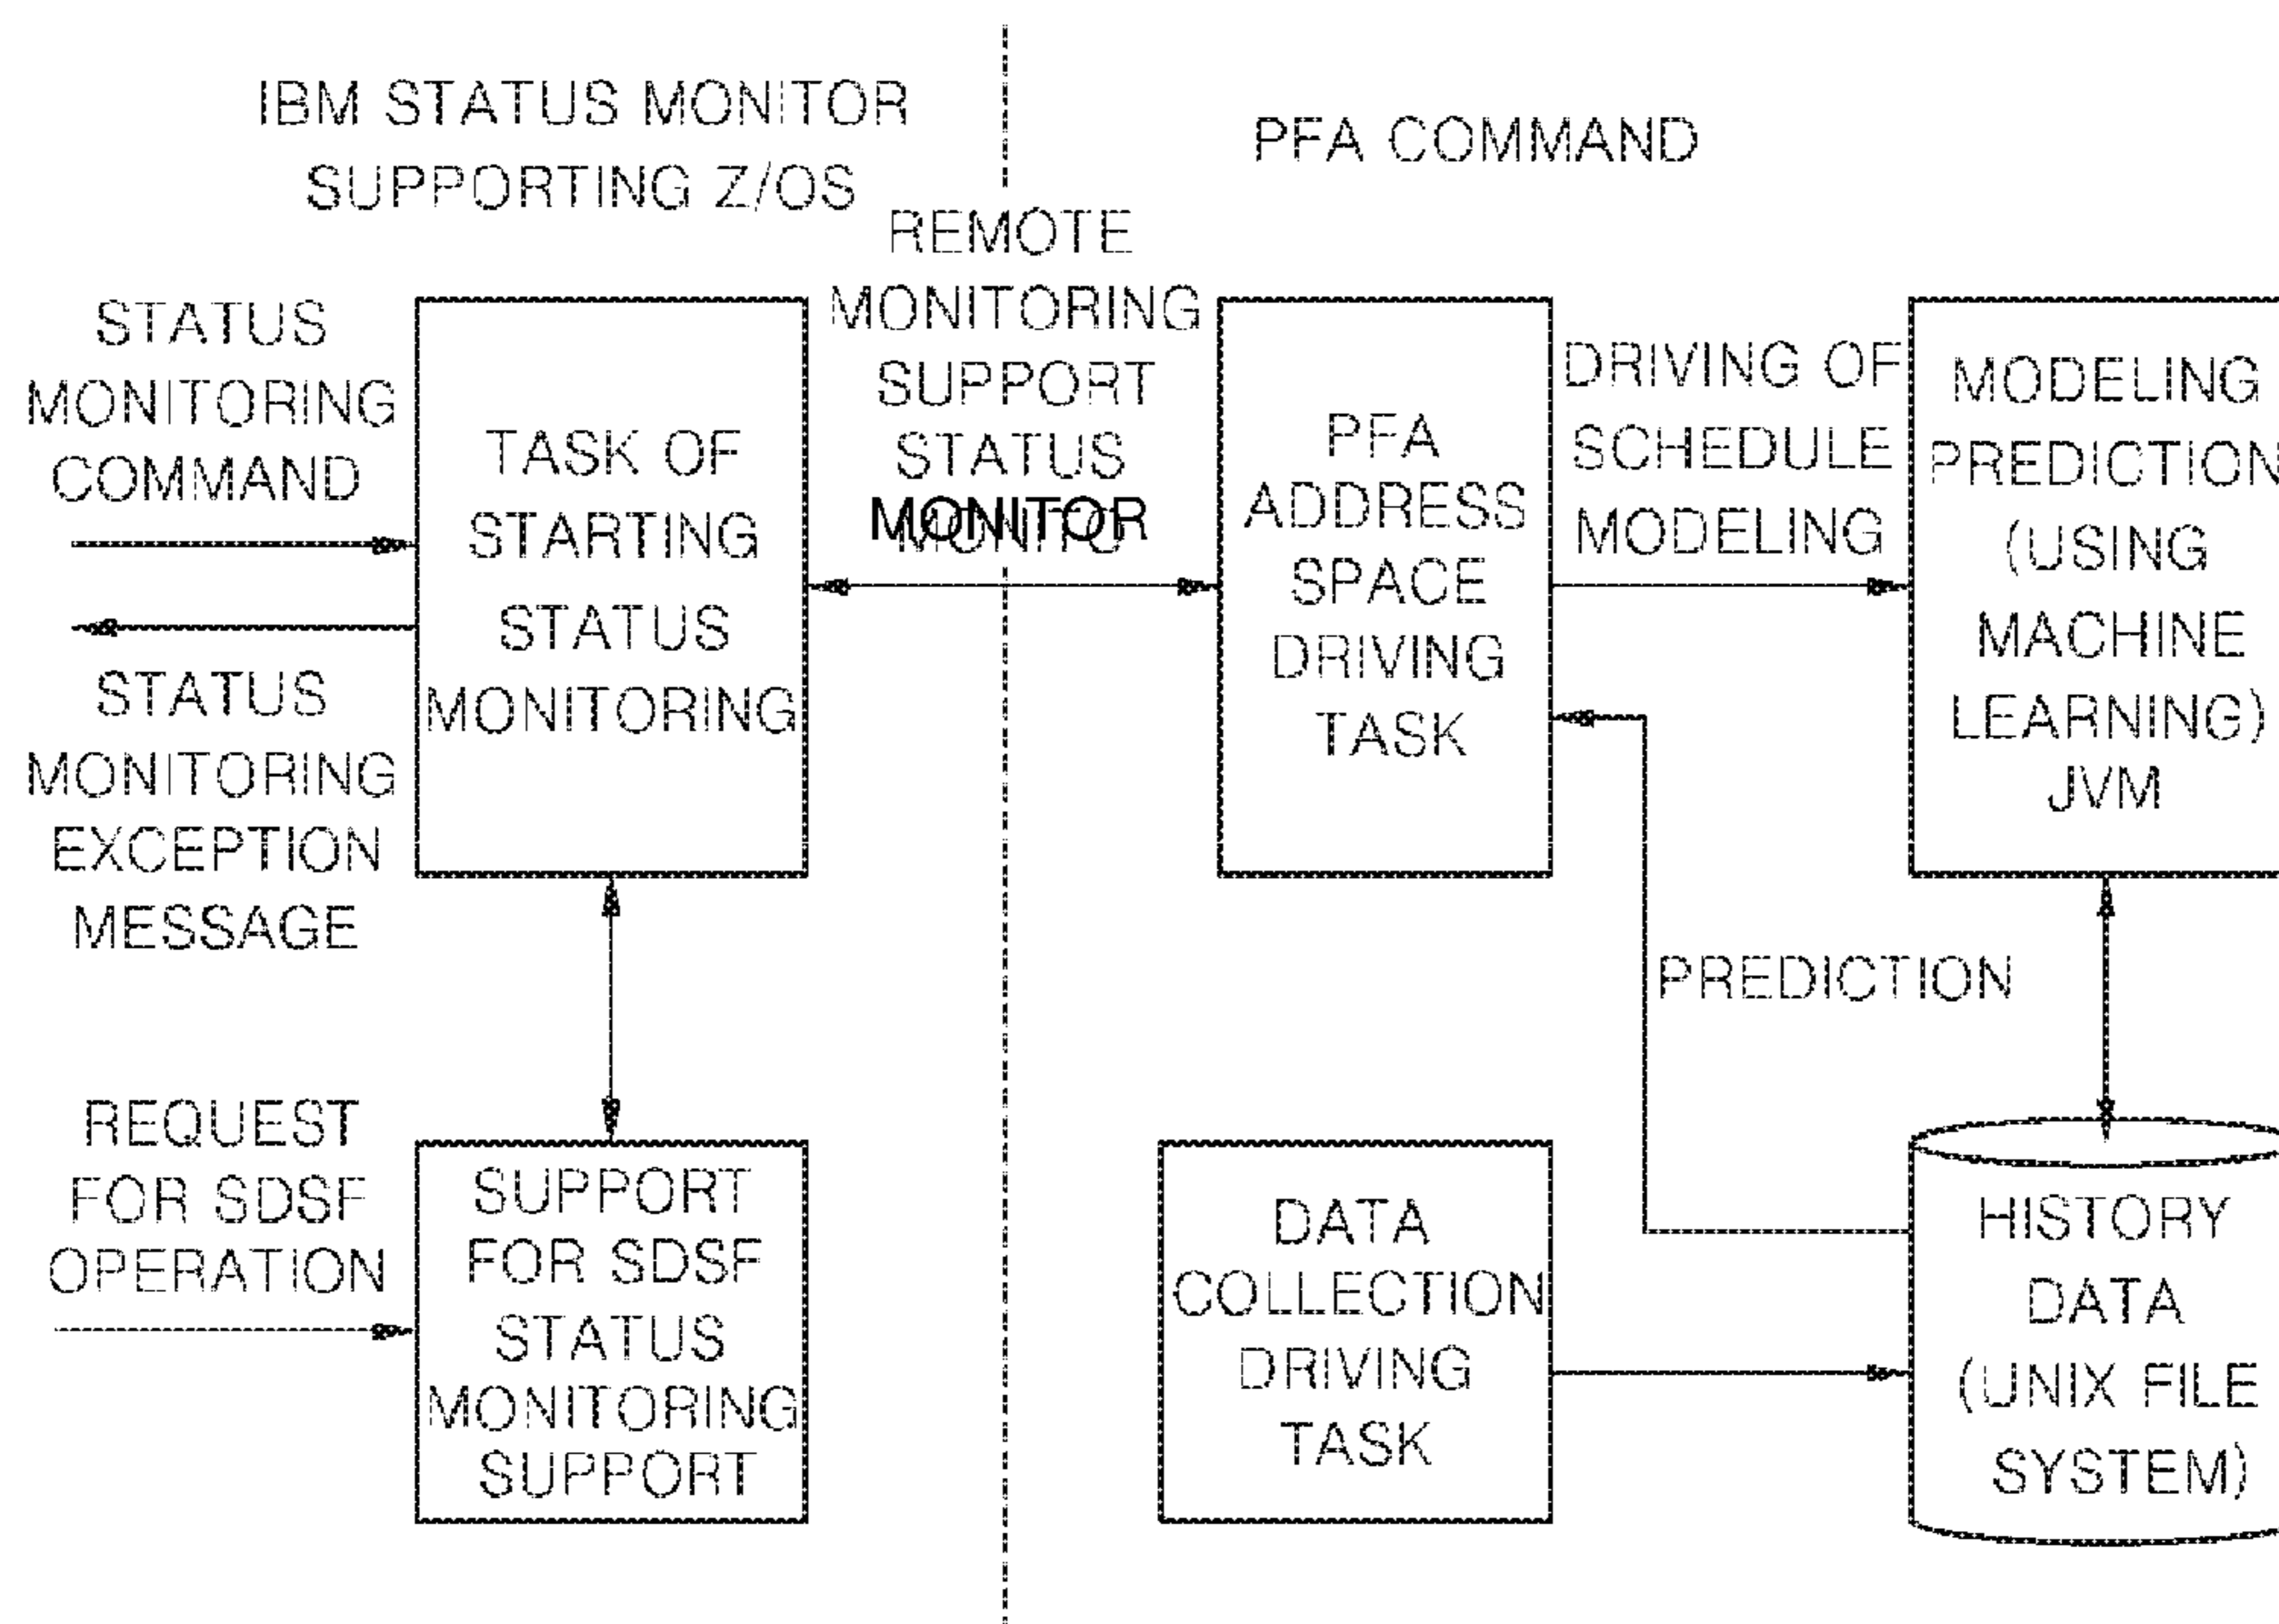 IBM STATUS MONITOR
SUPPORTING Z/OS
PFA COMMAND
STATUS
MONITORING
COMMAND
STATUS
MONITORING
EXCEPTION
MESSAGE
TASK OF
STARTING
STATUS
MONITORING
REMOTE
MONITORING
SUPPORT
STATUS
MONITOR
PFA
ADDRESS
SPACE
DRIVING
TASK
DRIVING OF
SCHEDULE
MODELING
MODELING
PREDICTION
(USING
MACHINE
LEARNING)
JVM
PREDICTION
REQUEST
FOR SDSF
OPERATION
SUPPORT
FOR SDSF
STATUS
MONITORING
SUPPORT
DATA
COLLECTION
DRIVING
TASK
HISTORY
DATA
(UNIX FILE
SYSTEM)